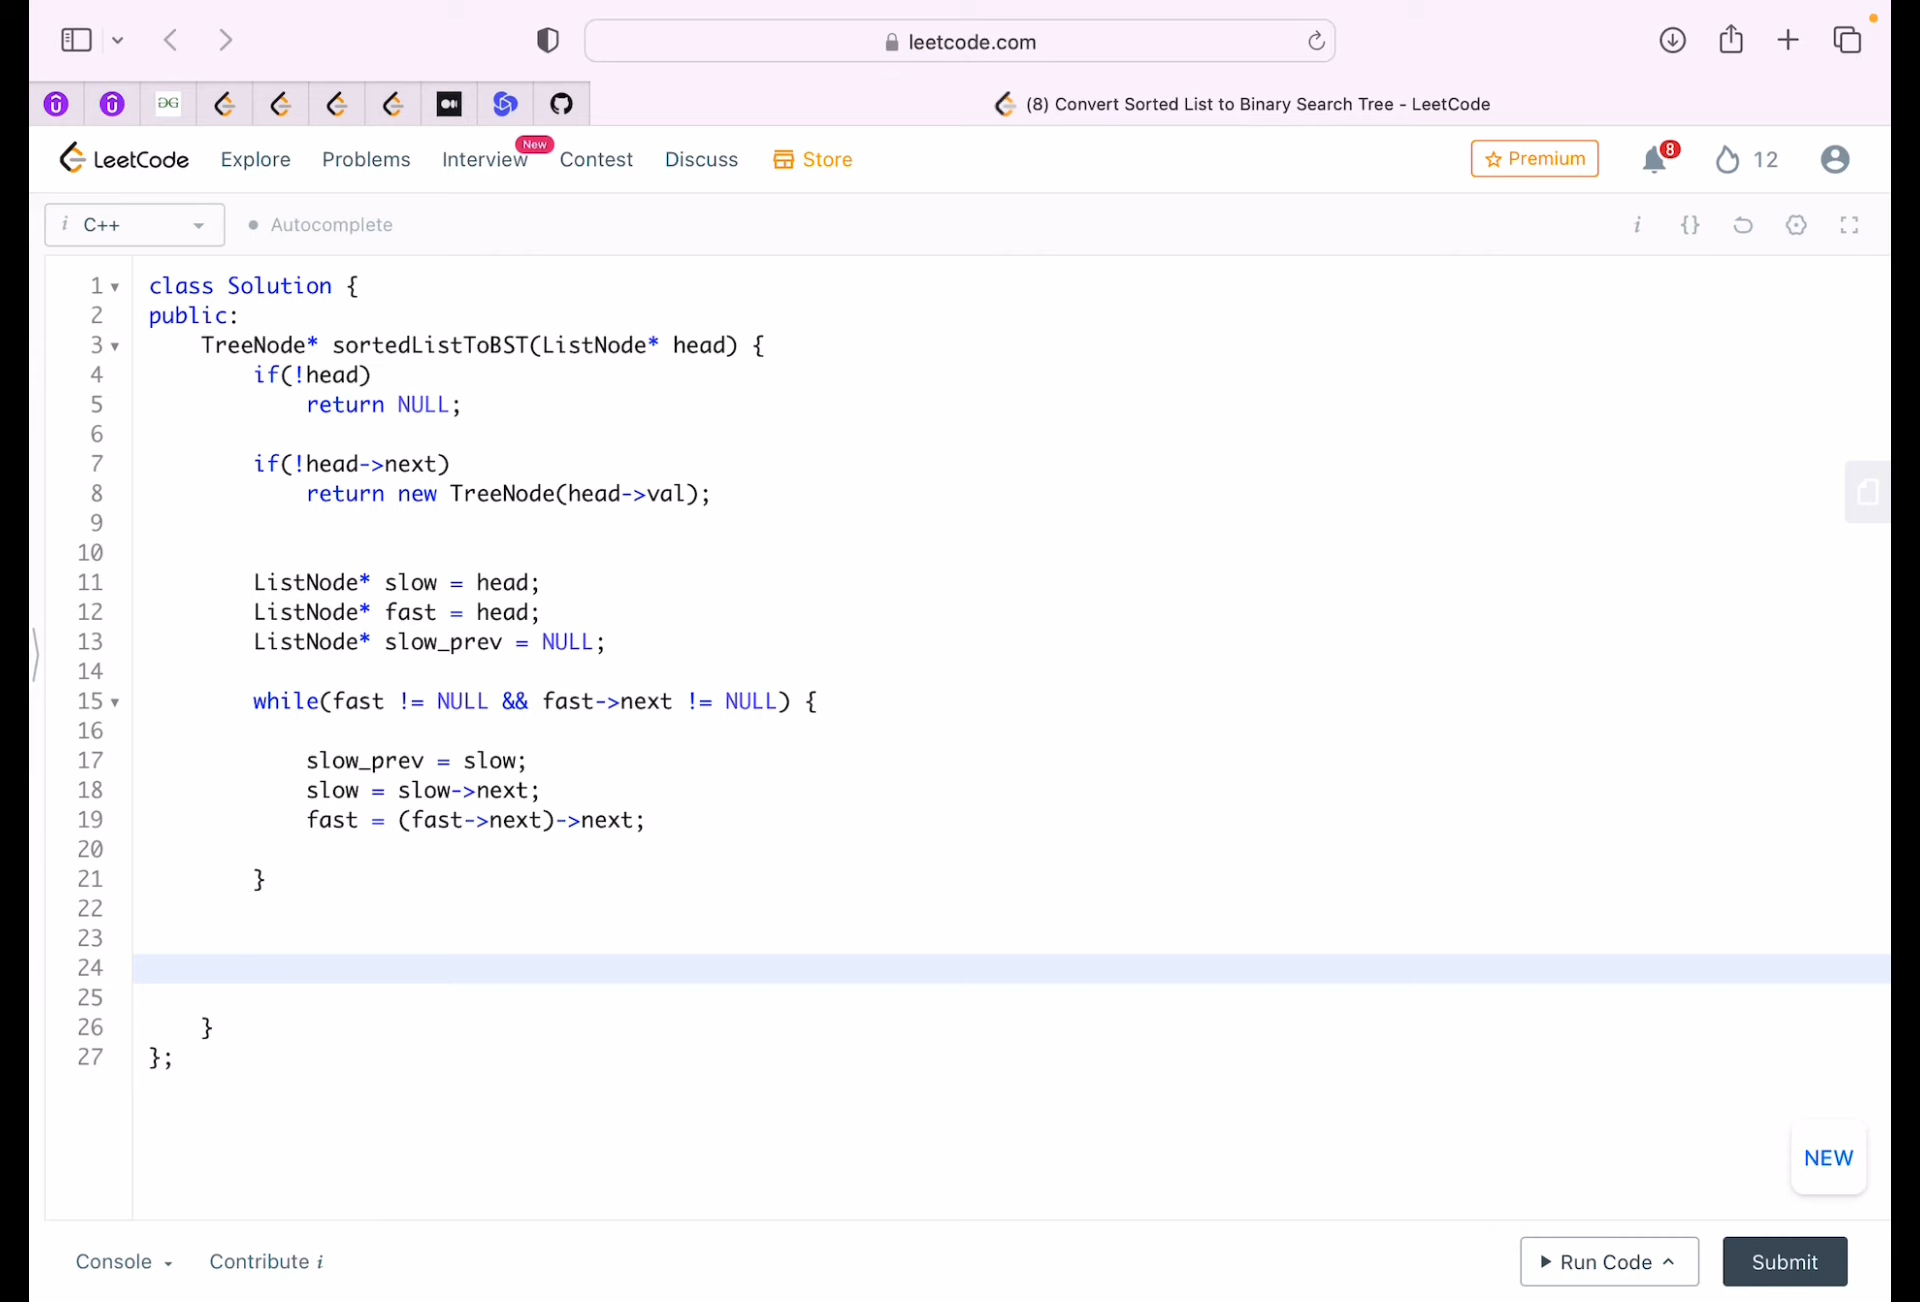 leetcode.com
(8) Convert Sorted List to Binary Search Tree - LeetCode
LeetCode Explore Problems Interview New Contest Discuss Store Premium 8 12
i C++ Autocomplete i {}
1 class Solution {
2 public:
3 TreeNode* sortedListToBST(ListNode* head) {
4 if(!head)
5 return NULL;
6
7 if(!head->next)
8 return new TreeNode(head->val);
9
10
11 ListNode* slow = head;
12 ListNode* fast = head;
13 ListNode* slow_prev = NULL;
14
15 while(fast != NULL && fast->next != NULL) {
16
17 slow_prev = slow;
18 slow = slow->next;
19 fast = (fast->next)->next;
20
21 }
22
23
24
25
26 }
27 };
NEW
Console Contribute i Run Code Submit